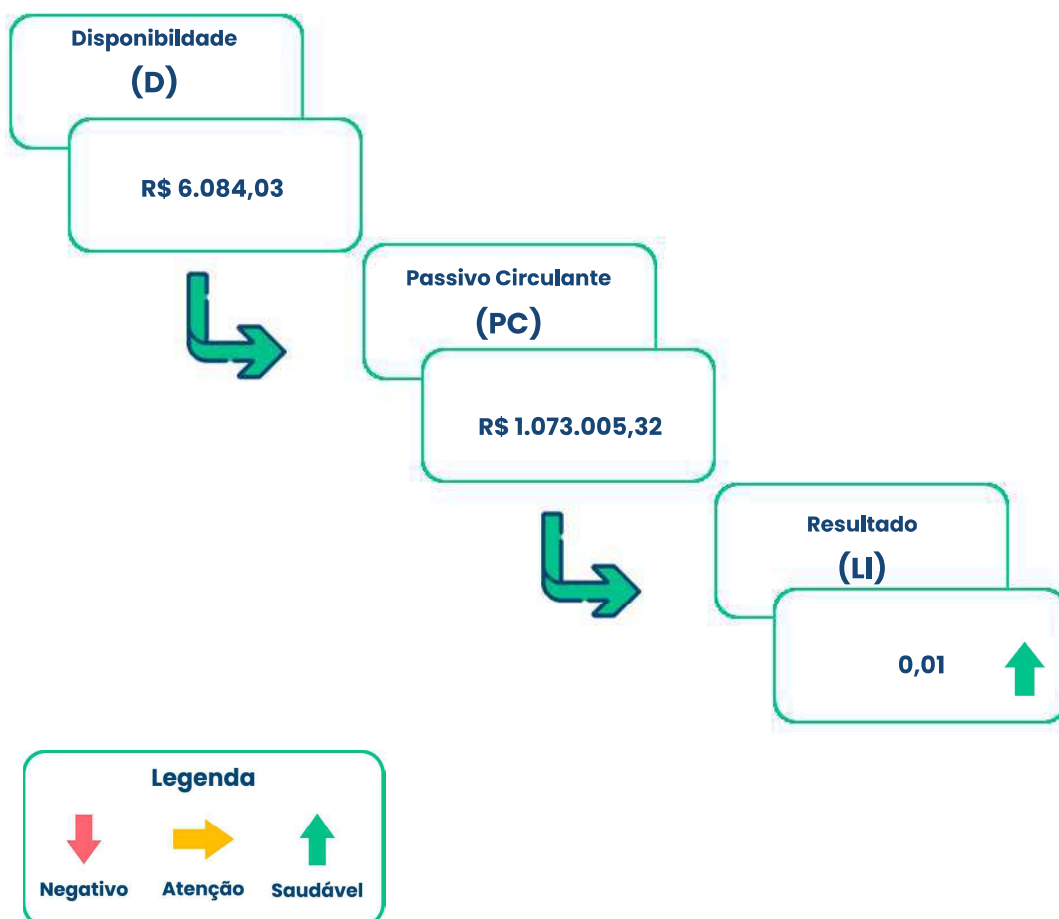 Disponibildade
(D)
R$ 6.084,03
Passivo Circulante
(PC)
R$ 1.073.005,32
Resultado
(LI)
0,01
Legenda
Negativo
Atenção
Saudável